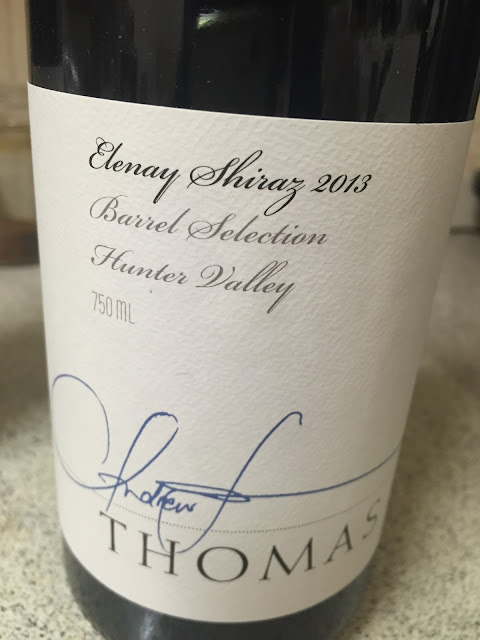 Elenay Shiraz 2013
Barrel Selection
Hunter Valley
750 ML
Andrew
THOMAS